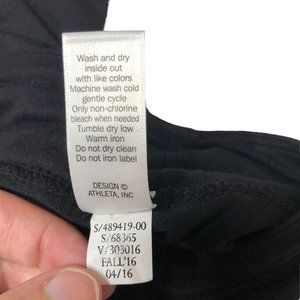 Wash and dry
inside out
with like colors
Machine wash cold
gentle cycle
Only non-chlorine
bleach when needed
Tumble dry low
Warm iron
Do not dry clean
Do not iron label
DESIGN ©
ATHLETA, INC
S/489419-00
S/68365
V/303016
FALL'16
04/16